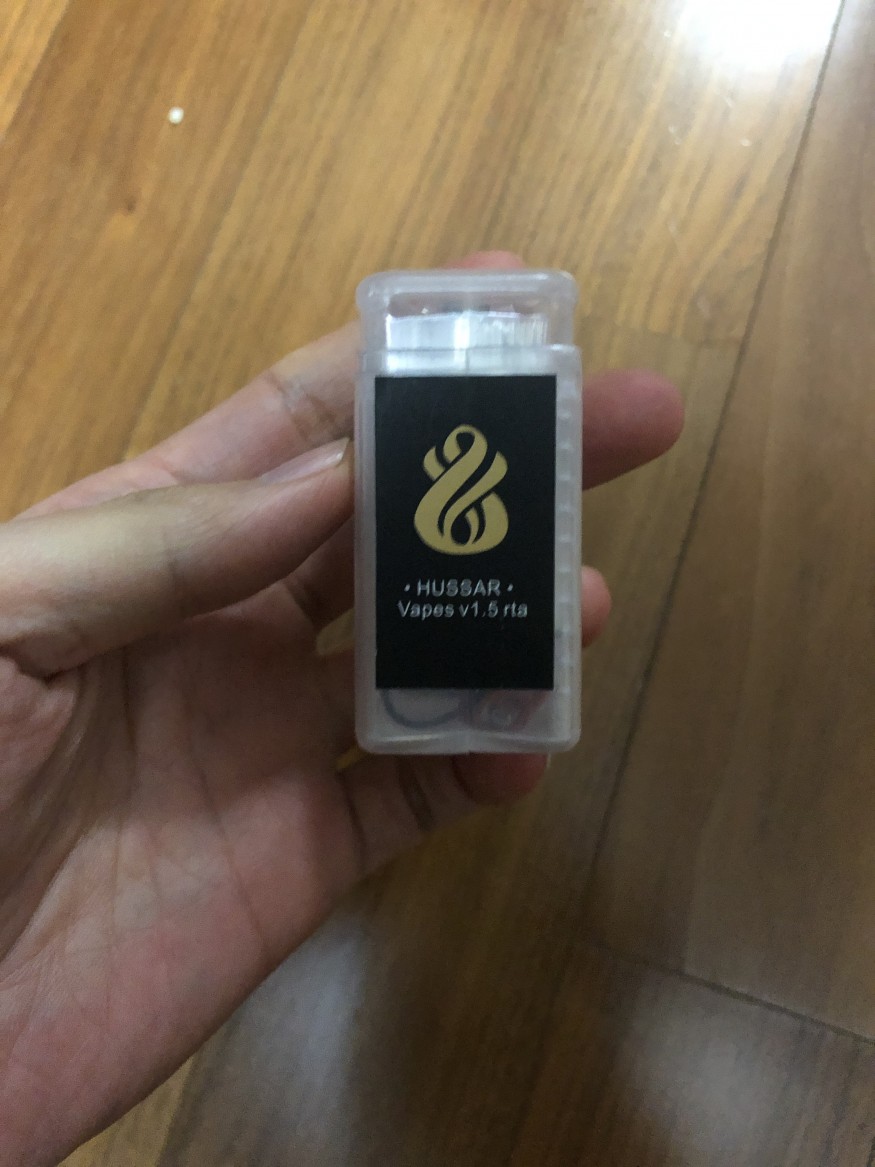 · HUSSAR ·
Vapes v1.5 rta